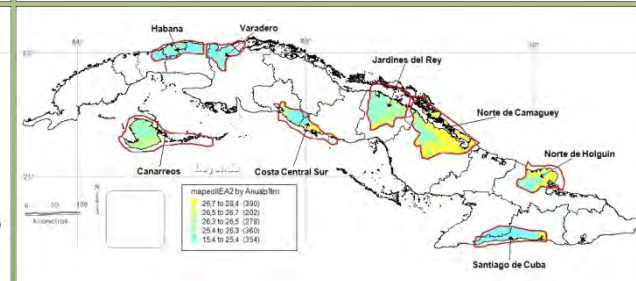 Habana
Varadero
Jardines del Rey
Norte de Camaguey
Norte de Holguin
Canarreos
Costa Central Sur
mapeoIIEA2 by AnualpTem
26,7 to 28,4 (390)
26,5 to 26,7 (202)
26,3 to 26,5 (278)
25,4 to 26,3 (360)
15,4 to 25,4 (354)
Kilometros
Santiago de Cuba